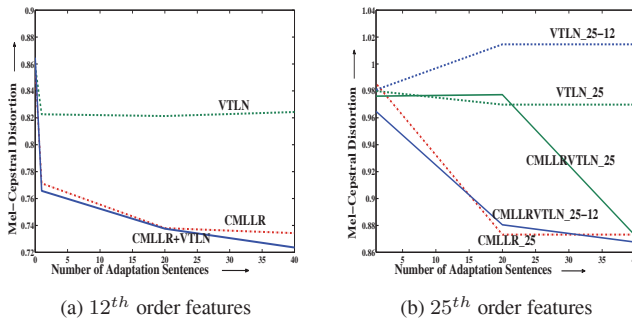 0.9
0.88
0.86
0.84
0.82
0.8
0.78
0.76
0.74
0.72
0 5 10 15 20 25 30 35 40
Mel-Cepstral Distortion
Number of Adaptation Sentences
VTLN
CMLLR
CMLLR+VTLN
(a) 12th order features
1.04
1.02
1
0.98
0.96
0.94
0.92
0.9
0.88
0.86
5 10 15 20 25 30 35 40
Mel-Cepstral Distortion
Number of Adaptation Sentences
VTLN_25-12
VTLN_25
CMLLRVTLN_25
CMLLRVTLN_25-12
CMLLR_25
(b) 25th order features